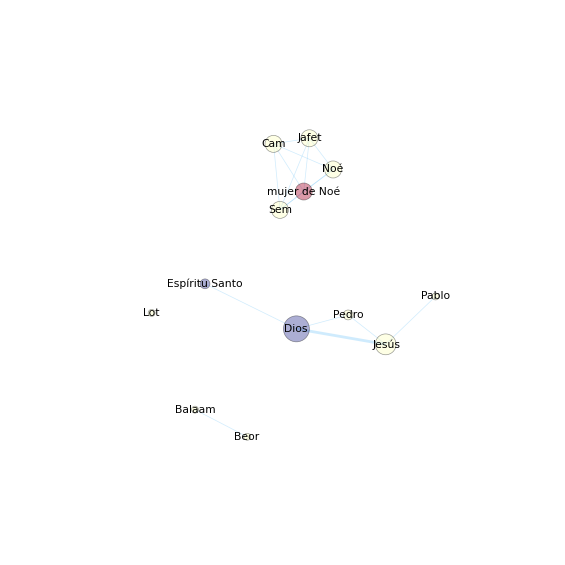 Jafet
Cam
Noé
mujer de Noé
Sem
Espíritu Santo
Pablo
Lot
Pedro
Dios
Jesús
Balaam
Beor